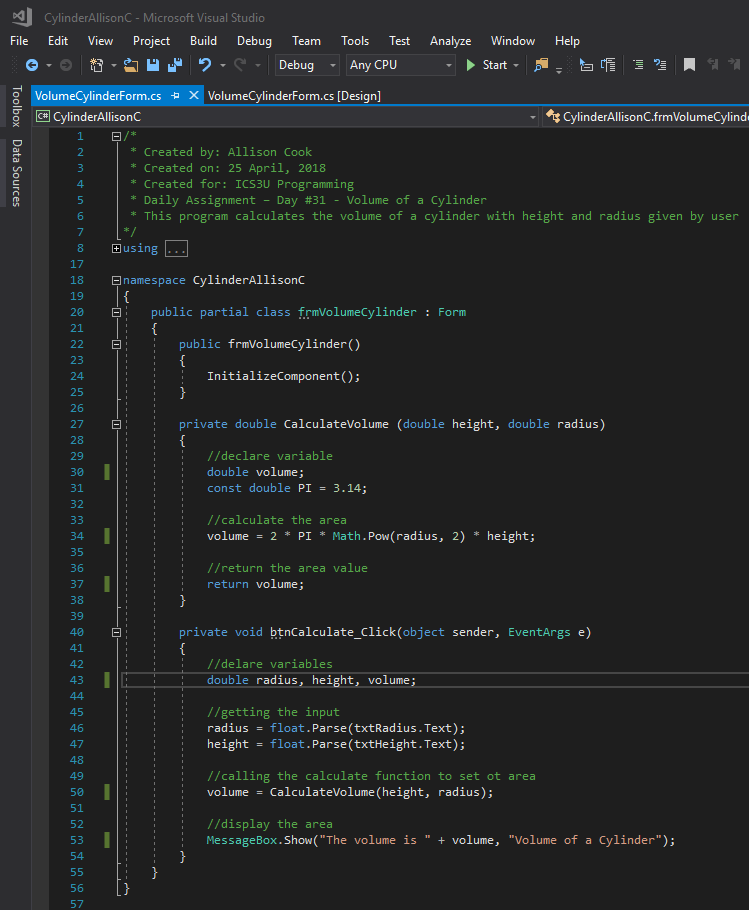 CylinderAllisonC - Microsoft Visual Studio
File Edit View Project Build Debug Team Tools Test Analyze Window Help
Debug Any CPU Start
VolumeCylinderForm.cs VolumeCylinderForm.cs [Design]
C# CylinderAllisonC CylinderAllisonC.frmVolumeCylinde
Toolbox
Data Sources
1 /*
2 * Created by: Allison Cook
3 * Created on: 25 April, 2018
4 * Created for: ICS3U Programming
5 * Daily Assignment – Day #31 - Volume of a Cylinder
6 * This program calculates the volume of a cylinder with height and radius given by user
7 */
8 using ...
17
18 namespace CylinderAllisonC
19 {
20 public partial class frmVolumeCylinder : Form
21 {
22 public frmVolumeCylinder()
23 {
24 InitializeComponent();
25 }
26
27 private double CalculateVolume (double height, double radius)
28 {
29 //declare variable
30 double volume;
31 const double PI = 3.14;
32
33 //calculate the area
34 volume = 2 * PI * Math.Pow(radius, 2) * height;
35
36 //return the area value
37 return volume;
38 }
39
40 private void btnCalculate_Click(object sender, EventArgs e)
41 {
42 //delare variables
43 double radius, height, volume;
44
45 //getting the input
46 radius = float.Parse(txtRadius.Text);
47 height = float.Parse(txtHeight.Text);
48
49 //calling the calculate function to set ot area
50 volume = CalculateVolume(height, radius);
51
52 //display the area
53 MessageBox.Show("The volume is " + volume, "Volume of a Cylinder");
54 }
55 }
56 }
57